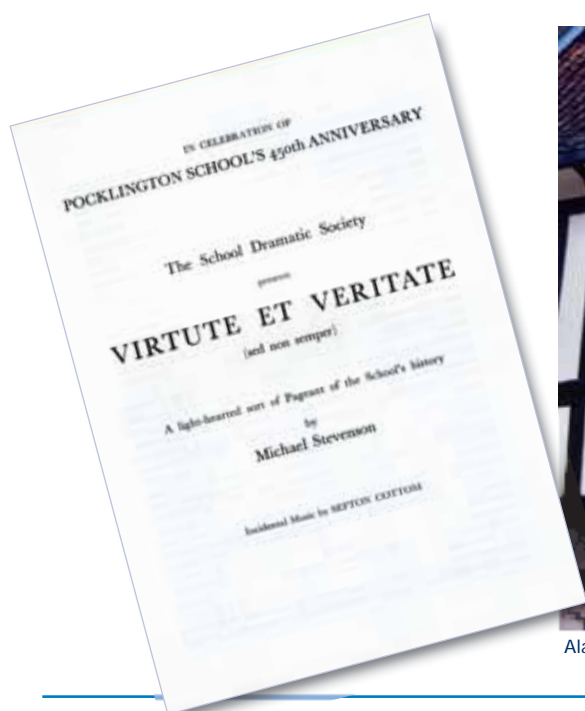 IN CELEBRATION OF
POCKLINGTON SCHOOL'S 450th ANNIVERSARY
The School Dramatic Society
presents
VIRTUTE ET VERITATE
(sed non semper)
A light-hearted sort of Pageant of the School's history
by
Michael Stevenson
Incidental Music by SEFTON COTTOM
Ala